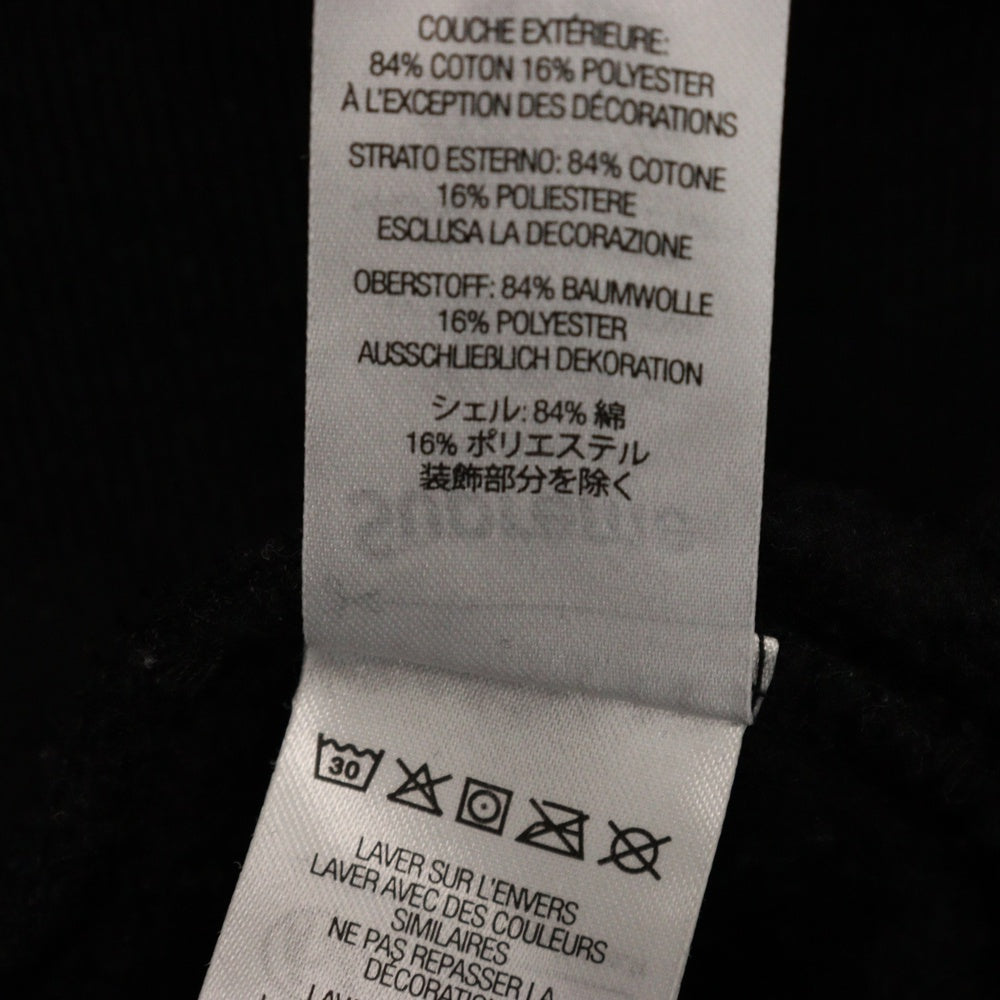 COUCHE EXTÉRIEURE:
84% COTON 16% POLYESTER
À L'EXCEPTION DES DÉCORATIONS
STRATO ESTERNO: 84% COTONE
16% POLIESTERE
ESCLUSA LA DECORAZIONE
OBERSTOFF: 84% BAUMWOLLE
16% POLYESTER
AUSSCHLIEẞLICH DEKORATION
シェル: 84% 綿
16% ポリエステル
装飾部分を除く
30
LAVER SUR L'ENVERS
LAVER AVEC DES COULEURS
SIMILAIRES
NE PAS REPASSER LA